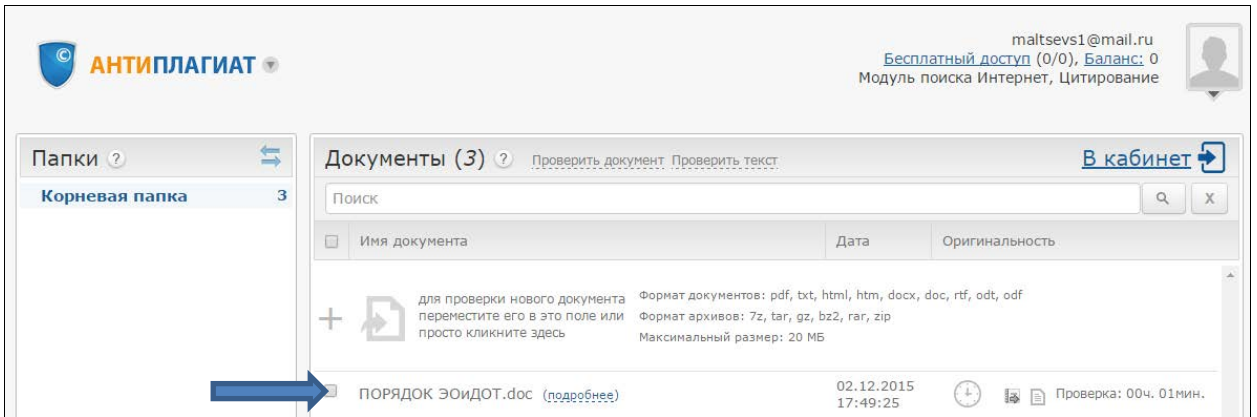 maltsevs1@mail.ru
Бесплатный доступ (0/0), Баланс: 0
Модуль поиска Интернет, Цитирование
© АНТИПЛАГИАТ
Папки ?
Корневая папка 3
Документы (3) ? Проверить документ Проверить текст В кабинет
Поиск X
Имя документа Дата Оригинальность
для проверки нового документа
переместите его в это поле или
просто кликните здесь
Формат документов: pdf, txt, html, htm, docx, doc, rtf, odt, odf
Формат архивов: 7z, tar, gz, bz2, rar, zip
Максимальный размер: 20 МБ
ПОРЯДОК ЭОиДОТ.doc (подробнее)
02.12.2015
17:49:25
Проверка: 00ч. 01мин.